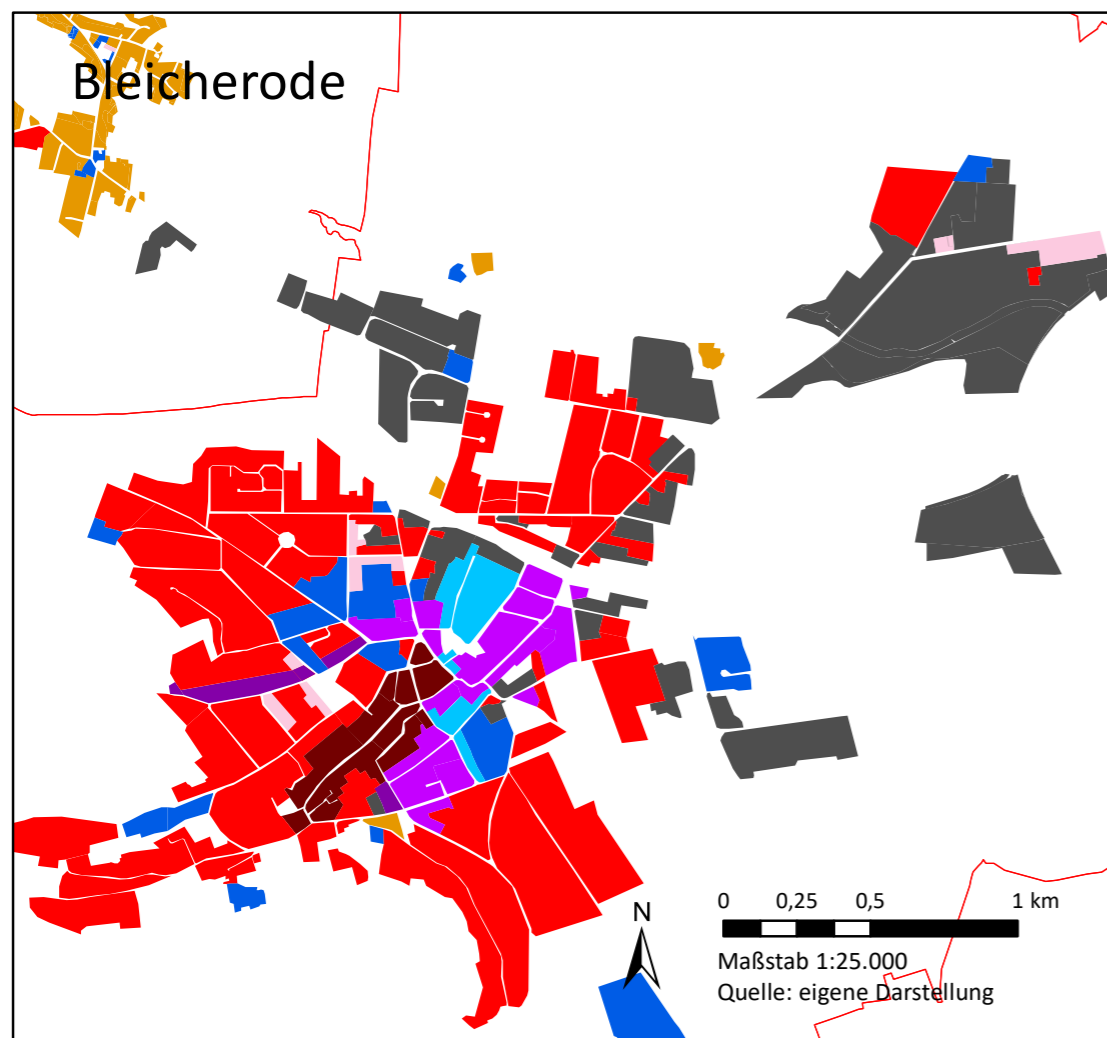 Bleicherode
N
0 0,25 0,5 1 km
Maßstab 1:25.000
Quelle: eigene Darstellung